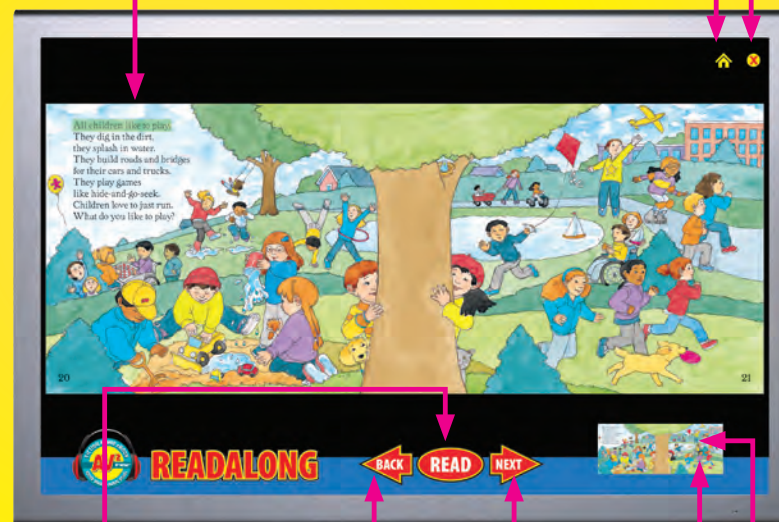 All children like to play.
They dig in the dirt,
they splash in water.
They build roads and bridges
for their cars and trucks.
They play games
like hide-and-go-seek.
Children love to just run.
What do you like to play?
20
21
AV²
READALONG
BACK
READ
NEXT